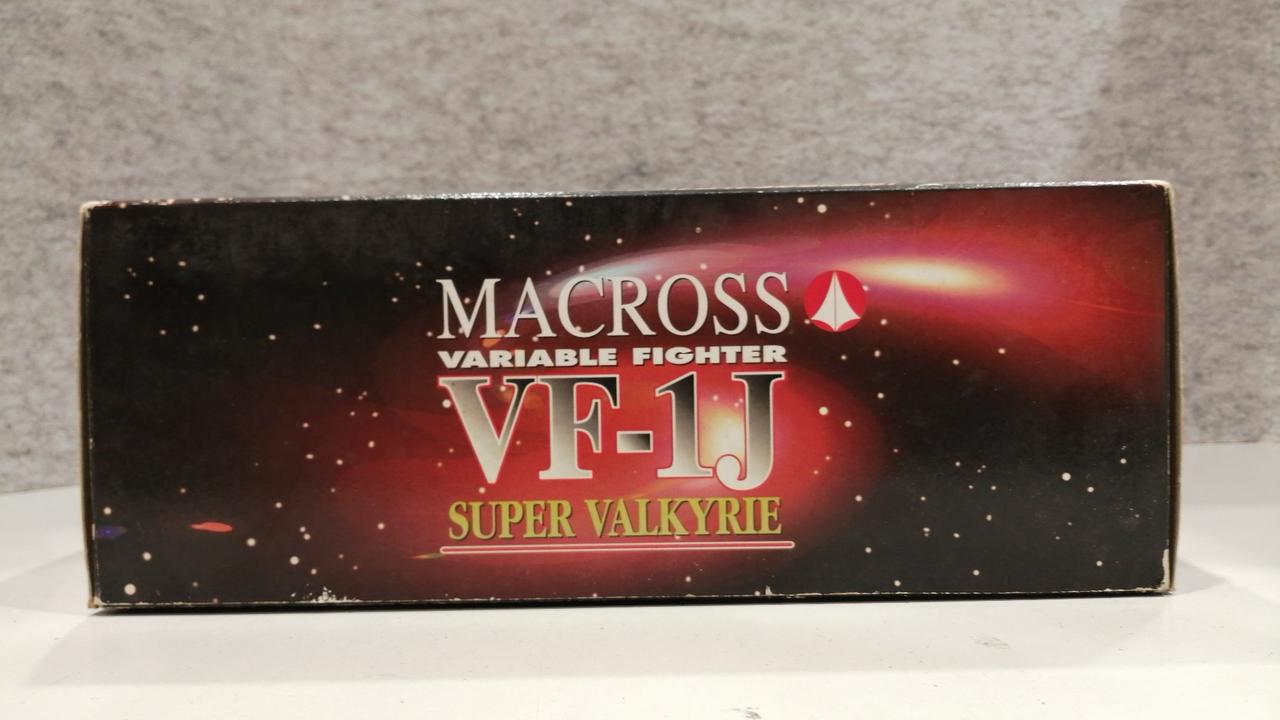 MACROSS
VARIABLE FIGHTER
VF-1J
SUPER VALKYRIE